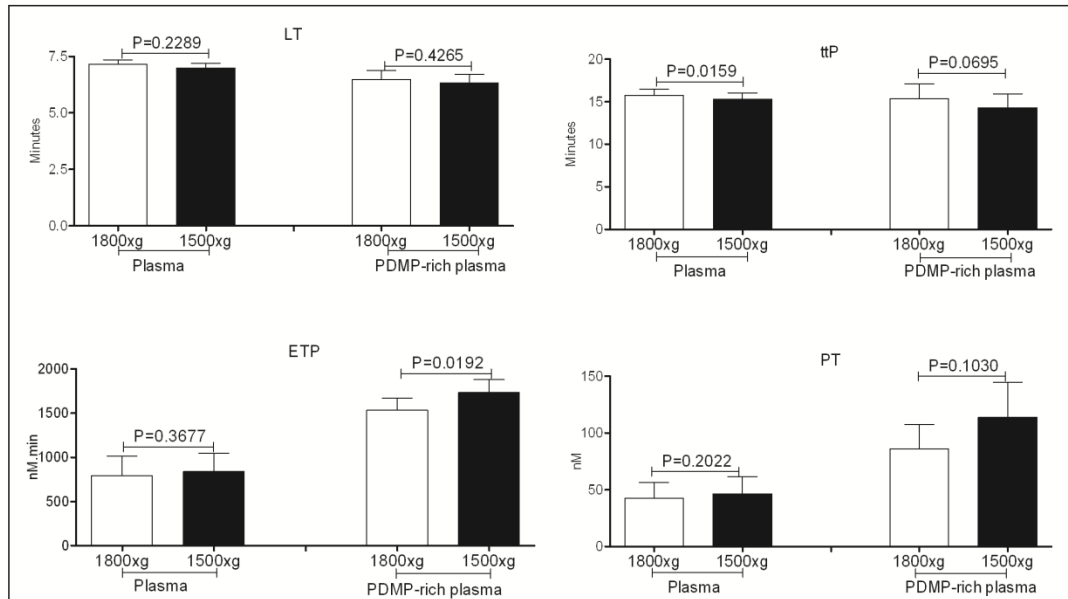 LT
P=0.2289
P=0.4265
7.5
5.0
2.5
0.0
Minutes
1800xg 1500xg 1800xg 1500xg
Plasma PDMP-rich plasma
ttP
P=0.0159
P=0.0695
20
15
10
5
0
Minutes
1800xg 1500xg 1800xg 1500xg
Plasma PDMP-rich plasma
ETP
P=0.0192
P=0.3677
2000
1500
1000
500
0
nM.min
1800xg 1500xg 1800xg 1500xg
Plasma PDMP-rich plasma
PT
P=0.1030
P=0.2022
150
100
50
0
nM
1800xg 1500xg 1800xg 1500xg
Plasma PDMP-rich plasma